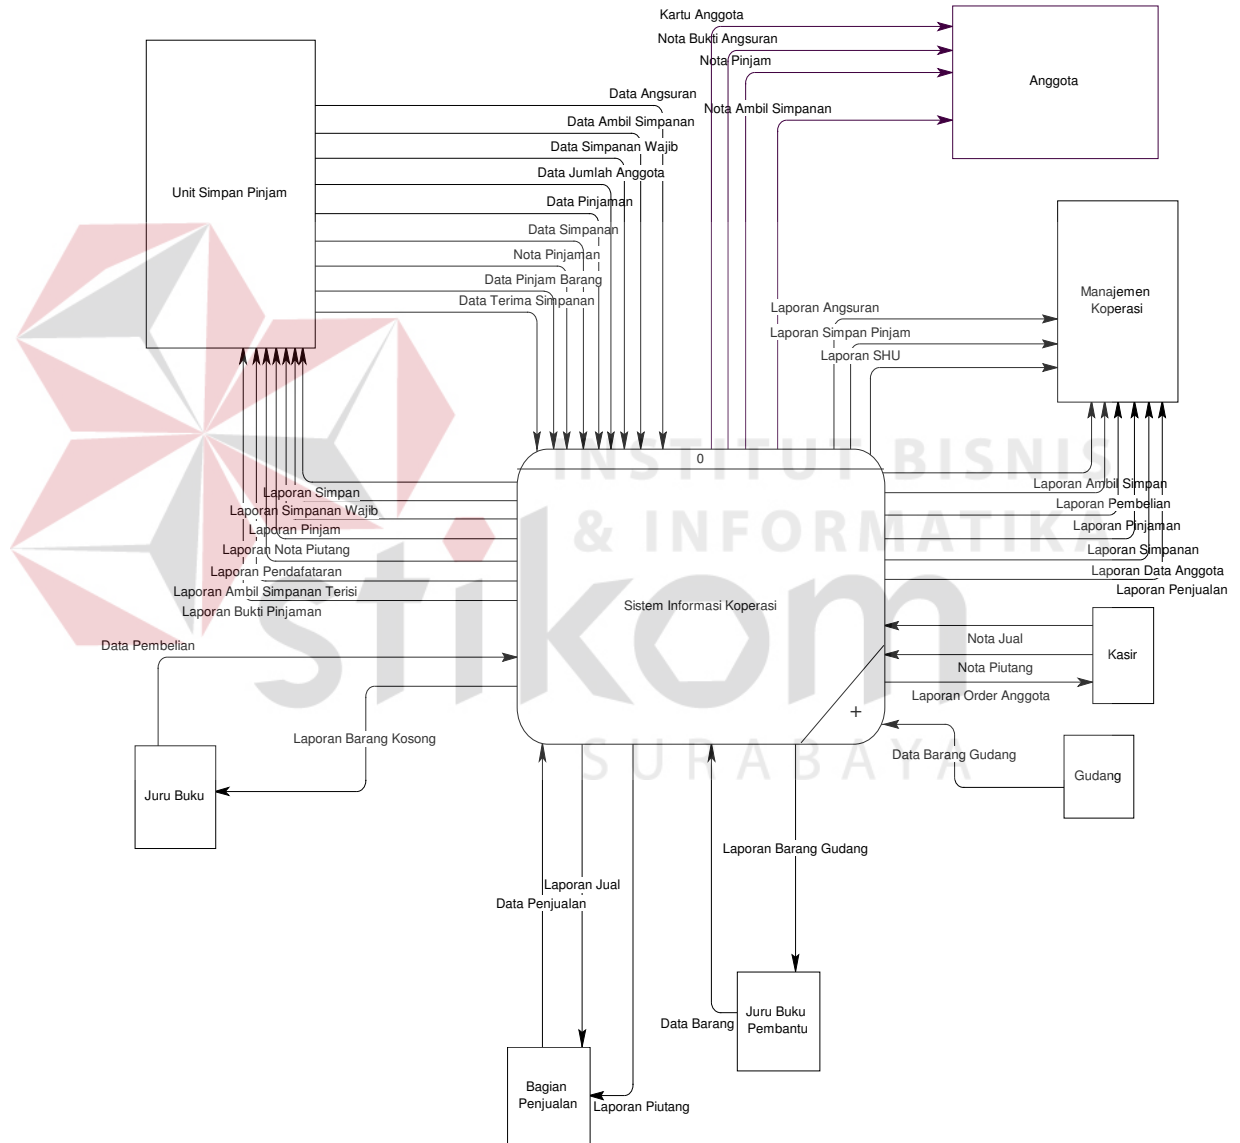 Kartu Anggota
Nota Bukti Angsuran
Nota Pinjam
Nota Ambil Simpanan
Anggota
Unit Simpan Pinjam
Data Angsuran
Data Ambil Simpanan
Data Simpanan Wajib
Data Jumlah Anggota
Data Pinjaman
Data Simpanan
Nota Pinjaman
Data Pinjam Barang
Data Terima Simpanan
Laporan Angsuran
Laporan Simpan Pinjam
Laporan SHU
Manajemen
Koperasi
0
INSTITUT BISNIS
& INFORMATIKA
stikom
SURABAYA
Laporan Simpan
Laporan Simpanan Wajib
Laporan Pinjam
Laporan Nota Piutang
Laporan Pendafataran
Laporan Ambil Simpanan Terisi
Laporan Bukti Pinjaman
Laporan Ambil Simpan
Laporan Pembelian
Laporan Pinjaman
Laporan Simpanan
Laporan Data Anggota
Laporan Penjualan
Sistem Informasi Koperasi
+
Nota Jual
Nota Piutang
Laporan Order Anggota
Kasir
Data Pembelian
Laporan Barang Kosong
Juru Buku
Data Barang Gudang
Gudang
Laporan Jual
Data Penjualan
Laporan Barang Gudang
Data Barang
Juru Buku
Pembantu
Bagian
Penjualan
Laporan Piutang